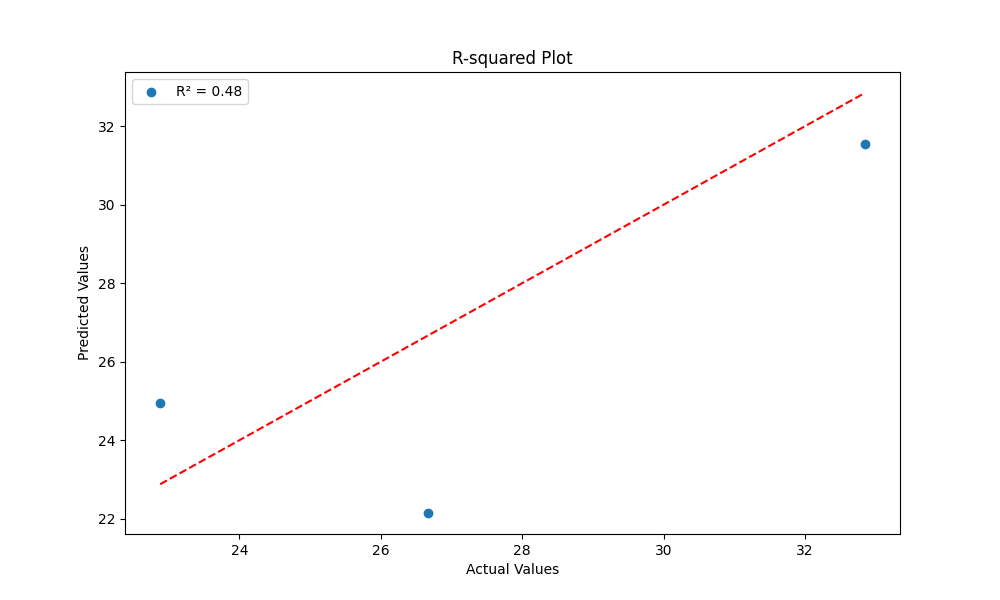 R-squared Plot
R² = 0.48
32
30
28
26
24
22
Predicted Values
24 26 28 30 32
Actual Values